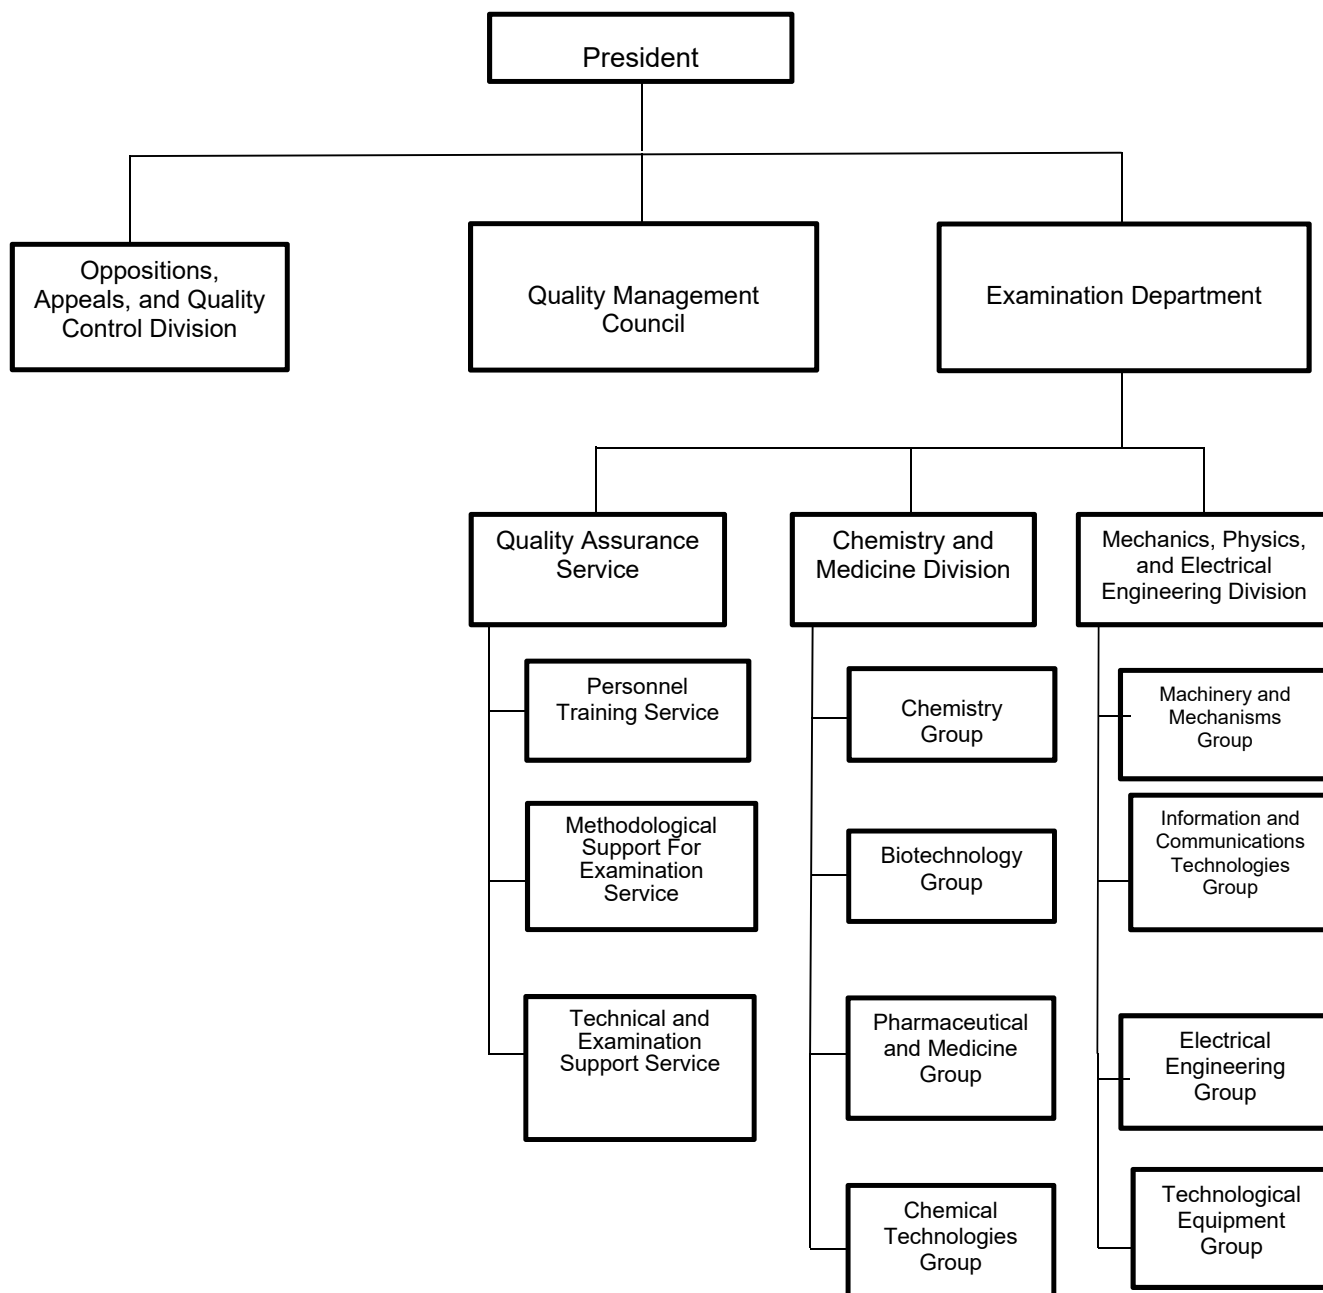 President
Oppositions,
Appeals, and Quality
Control Division
Quality Management
Council
Examination Department
Quality Assurance
Service
Chemistry and
Medicine Division
Mechanics, Physics,
and Electrical
Engineering Division
Personnel
Training Service
Methodological
Support For
Examination
Service
Technical and
Examination
Support Service
Chemistry
Group
Biotechnology
Group
Pharmaceutical
and Medicine
Group
Chemical
Technologies
Group
Machinery and
Mechanisms
Group
Information and
Communications
Technologies
Group
Electrical
Engineering
Group
Technological
Equipment
Group